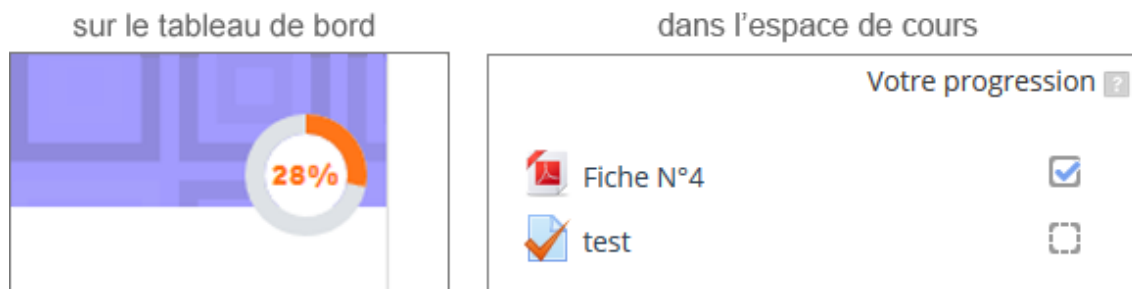 sur le tableau de bord
28%
dans l'espace de cours
Votre progression ?
Fiche N°4
test